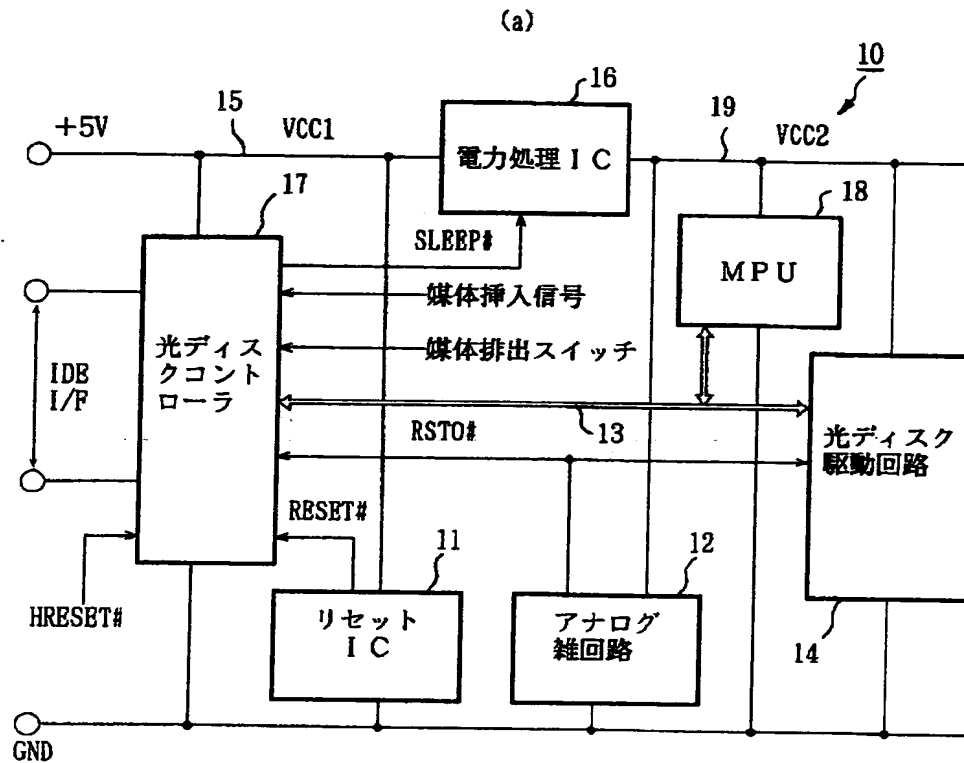 (a)
10
16
15
19
+5V
VCC1
VCC2
電力処理IC
17
18
SLEEP#
MPU
媒体挿入信号
光ディス
クコント
ローラ
媒体排出スイッチ
IDE
I/F
13
RSTO#
光ディスク
駆動回路
RESET#
11
12
HRESET#
リセット
IC
アナログ
雑回路
14
GND